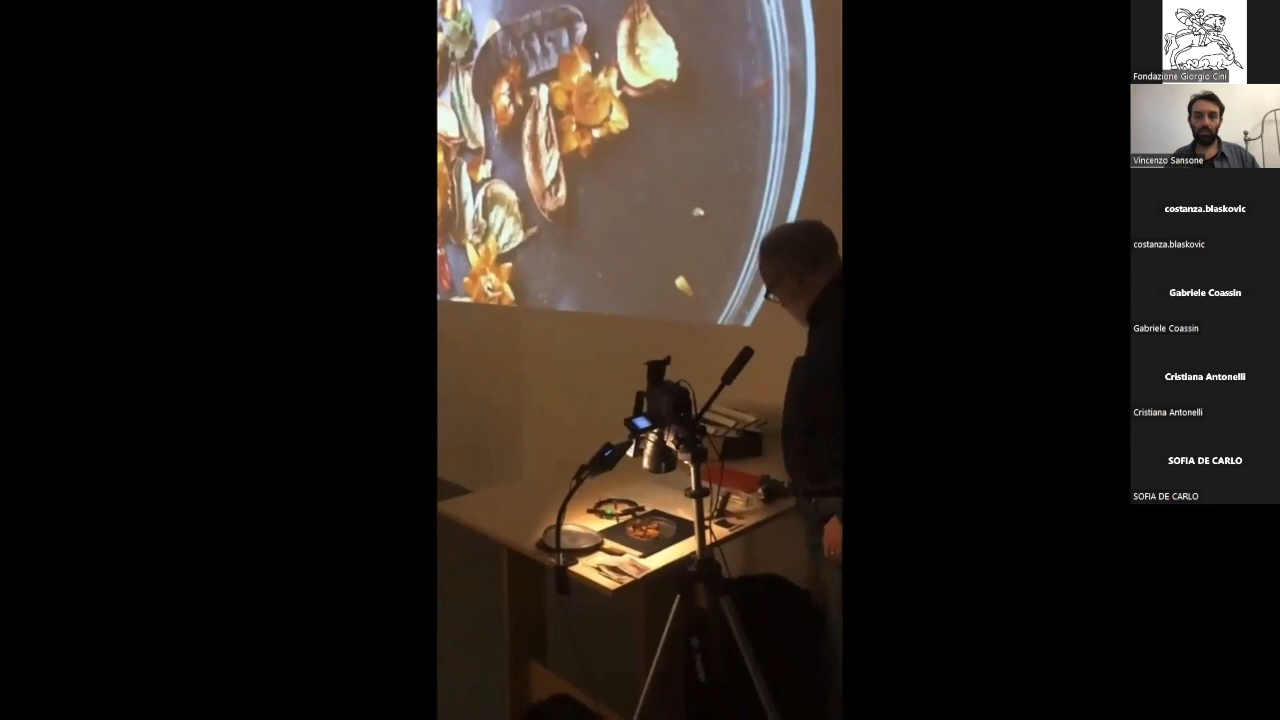 Fondazione Giorgio Cini
Vincenzo Sansone
costanza.blaskovic
costanza.blaskovic
Gabriele Coassin
Gabriele Coassin
Cristiana Antonelli
Cristiana Antonelli
SOFIA DE CARLO
SOFIA DE CARLO